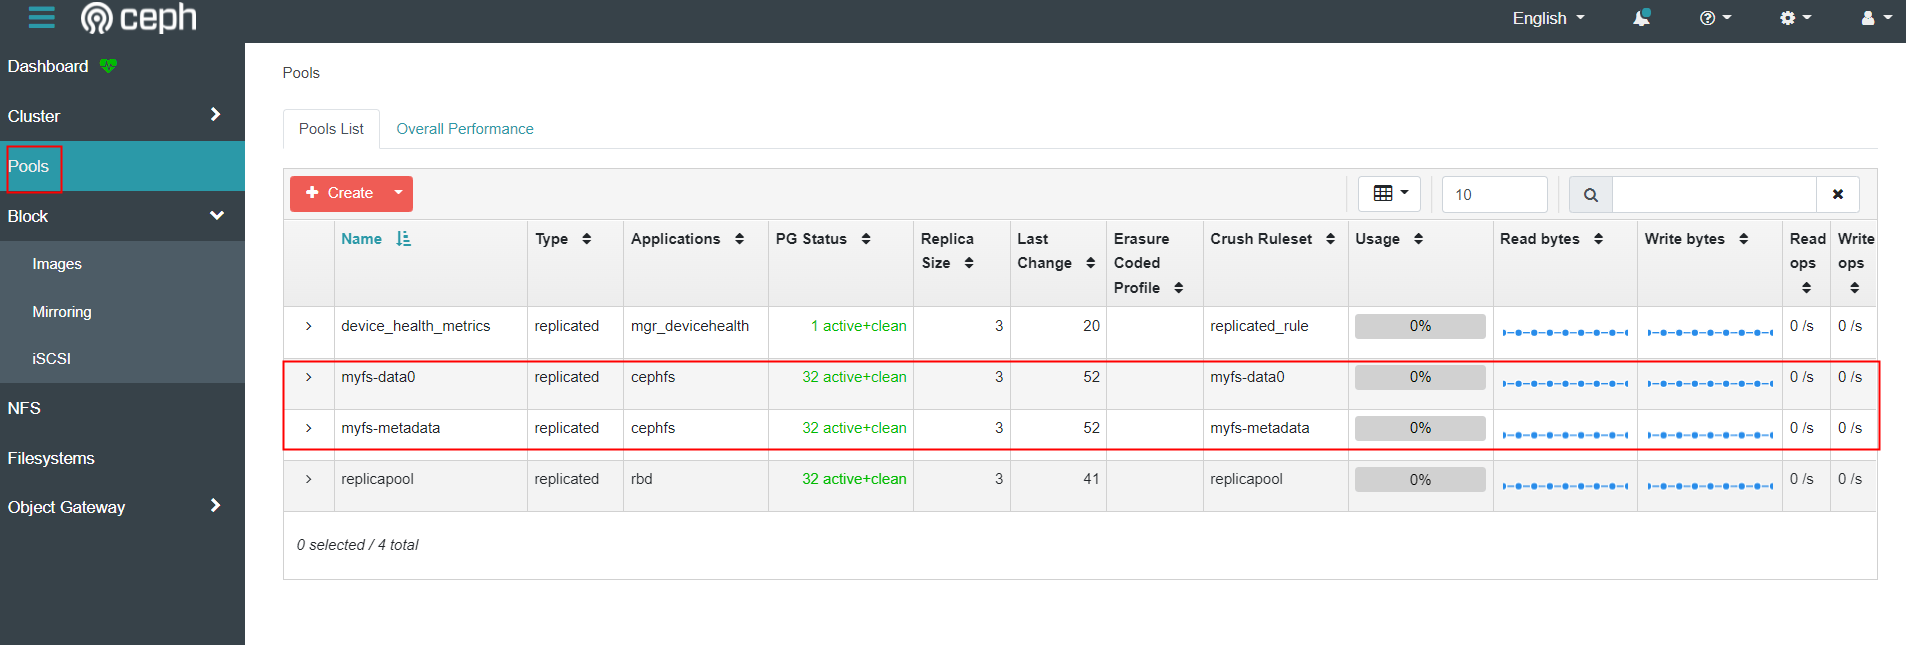 ceph
English
Dashboard
Cluster
Pools
Block
Images
Mirroring
iSCSI
NFS
Filesystems
Object Gateway
Pools
Pools List Overall Performance
Create 10
Name Type Applications PG Status Replica Size Last Change Erasure Coded Profile Crush Ruleset Usage Read bytes Write bytes Read ops Write ops
device_health_metrics replicated mgr_devicehealth 1 active+clean 3 20 replicated_rule 0% 0 /s 0 /s
myfs-data0 replicated cephfs 32 active+clean 3 52 myfs-data0 0% 0 /s 0 /s
myfs-metadata replicated cephfs 32 active+clean 3 52 myfs-metadata 0% 0 /s 0 /s
replicapool replicated rbd 32 active+clean 3 41 replicapool 0% 0 /s 0 /s
0 selected / 4 total